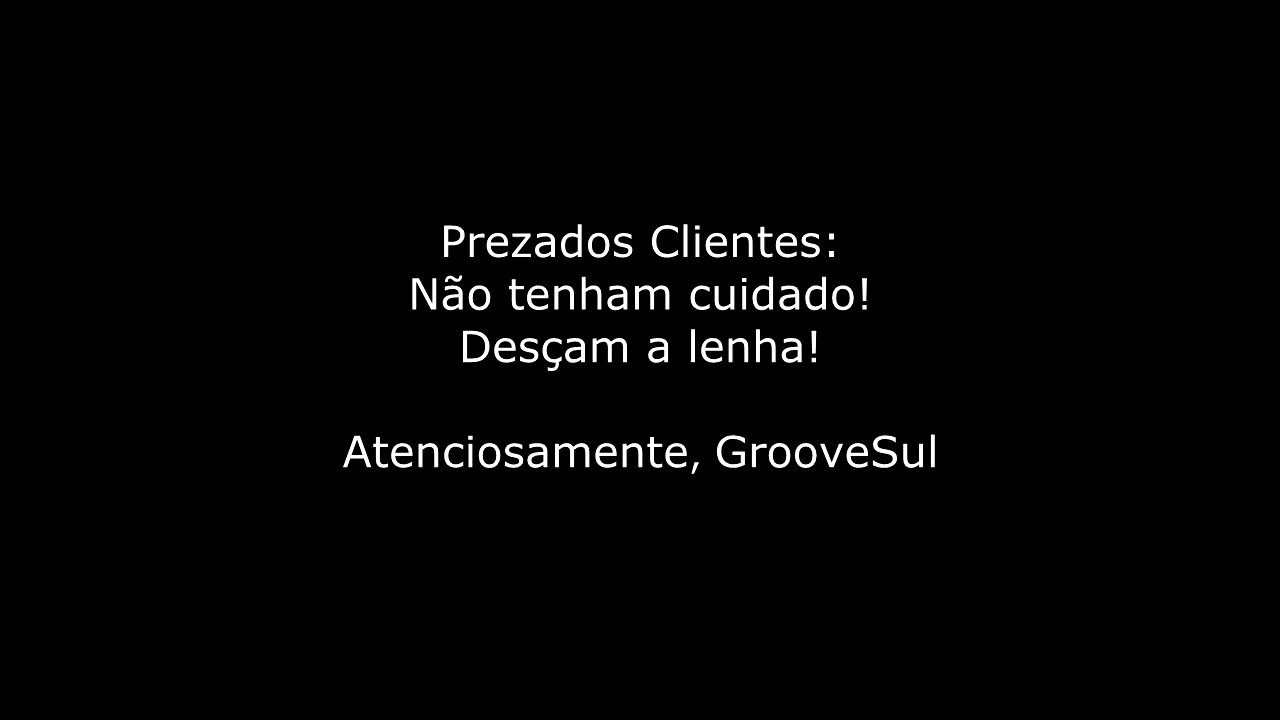 Prezados Clientes:
Não tenham cuidado!
Desçam a lenha!
Atenciosamente, GrooveSul